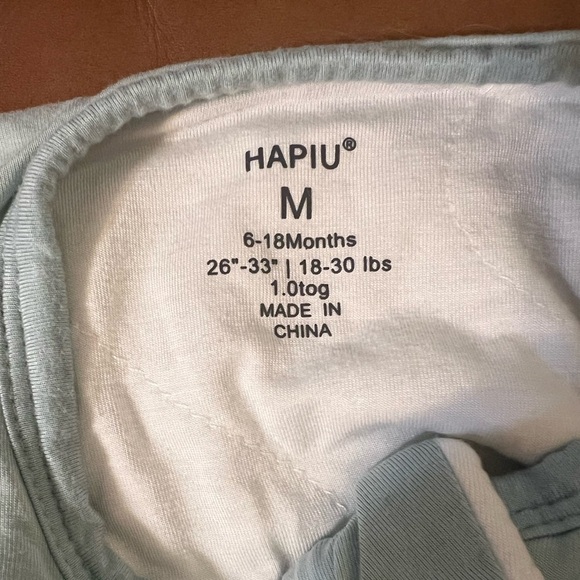 HAPIU®
M
6-18Months
26"-33" | 18-30 lbs
1.0tog
MADE IN
CHINA